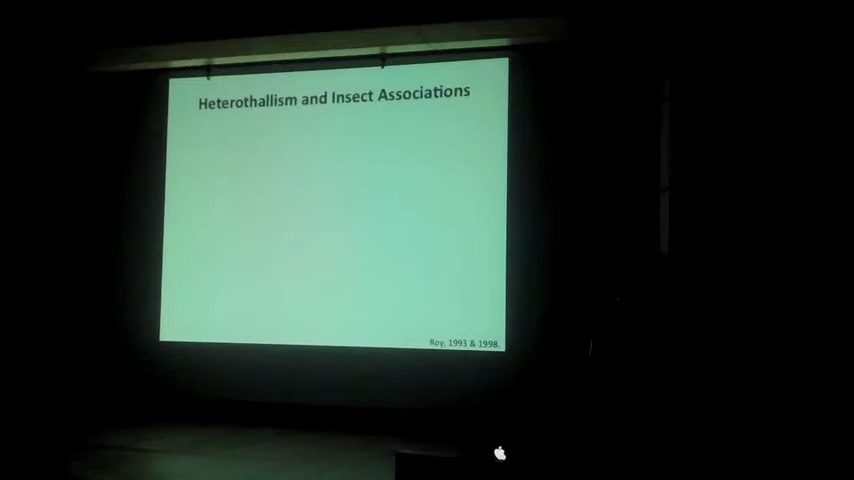 Heterothallism and Insect Associations
Roy, 1993 & 1998.